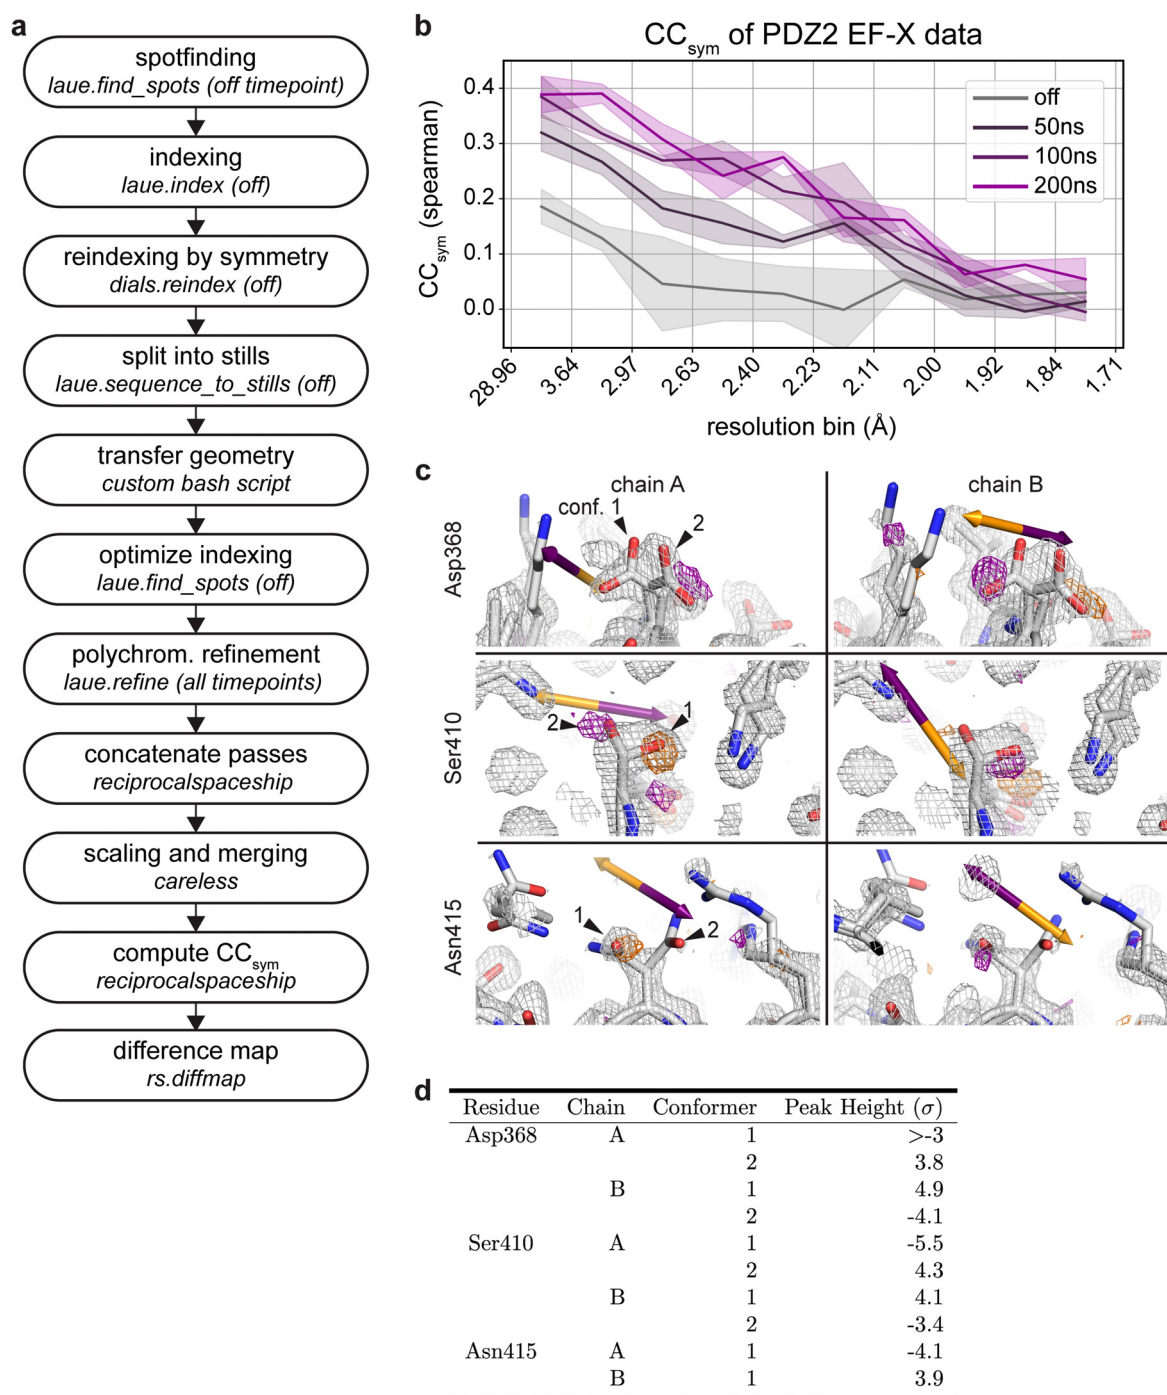 a
spotfinding
laue.find_spots (off timepoint)
indexing
laue.index (off)
reindexing by symmetry
dials.reindex (off)
split into stills
laue.sequence_to_stills (off)
transfer geometry
custom bash script
optimize indexing
laue.find_spots (off)
polychrom. refinement
laue.refine (all timepoints)
concatenate passes
reciprocalspaceship
scaling and merging
careless
compute CCsym
reciprocalspaceship
difference map
rs.diffmap
b
CCsym of PDZ2 EF-X data
CCsym (spearman)
0.4
0.3
0.2
0.1
0.0
off
50ns
100ns
200ns
28.96
3.64
2.97
2.63
2.40
2.23
2.11
2.00
1.92
1.84
1.71
resolution bin (Å)
c
chain A
chain B
Asp368
conf. 1
2
Ser410
2
1
Asn415
1
2
d
Residue Chain Conformer Peak Height (σ)
Asp368 A 1 >-3
2 3.8
B 1 4.9
2 -4.1
Ser410 A 1 -5.5
2 4.3
B 1 4.1
2 -3.4
Asn415 A 1 -4.1
B 1 3.9